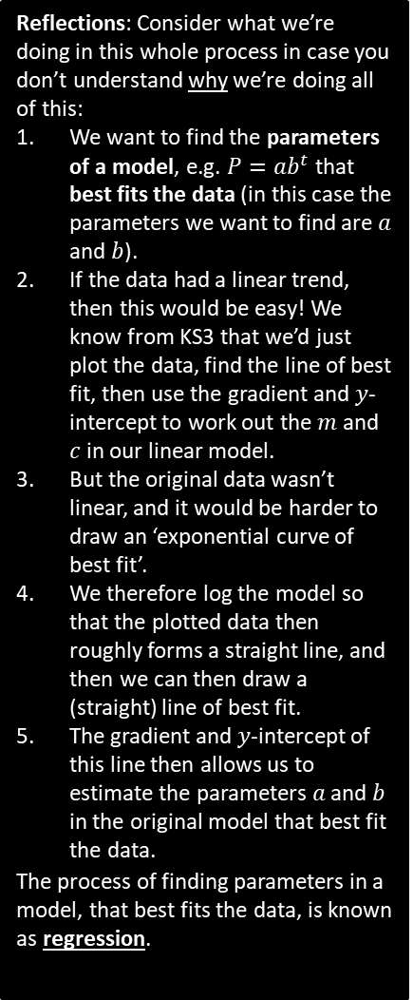 Reflections: Consider what we’re
doing in this whole process in case you
don’t understand why we’re doing all
of this:
1. We want to find the parameters
of a model, e.g. P = abᵗ that
best fits the data (in this case the
parameters we want to find are a
and b).
2. If the data had a linear trend,
then this would be easy! We
know from KS3 that we’d just
plot the data, find the line of best
fit, then use the gradient and y-
intercept to work out the m and
c in our linear model.
3. But the original data wasn’t
linear, and it would be harder to
draw an ‘exponential curve of
best fit’.
4. We therefore log the model so
that the plotted data then
roughly forms a straight line, and
then we can then draw a
(straight) line of best fit.
5. The gradient and y-intercept of
this line then allows us to
estimate the parameters a and b
in the original model that best fit
the data.
The process of finding parameters in a
model, that best fits the data, is known
as regression.